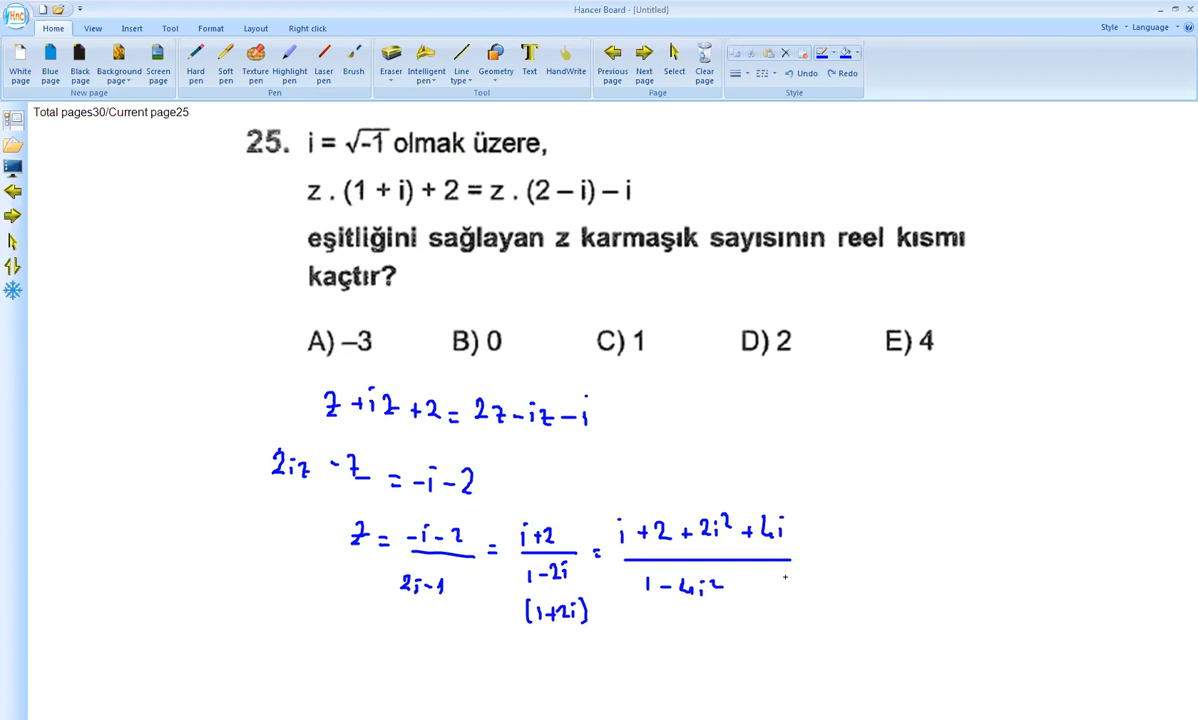 Hnc
Hancer Board - [Untitled]
Home View Insert Tool Format Layout Right click
Style Language
White page Blue page Black page Background page Screen page
New page
Hard pen Soft pen Texture pen Highlight pen Laser pen Brush
Pen
Eraser Intelligent pen Line type Geometry Text HandWrite
Tool
Previous page Next page Select Clear page
Page
Undo Redo
Style
Total pages30/Current page25
25. i = √-1 olmak üzere,
z . (1 + i) + 2 = z . (2 – i) – i
eşitliğini sağlayan z karmaşık sayısının reel kısmı
kaçtır?
A) –3 B) 0 C) 1 D) 2 E) 4
z + iz + 2 = 2z - iz - i
2iz - z = -i - 2
z = (-i - 2)/(2i - 1) = (i + 2)/(1 - 2i) = (i + 2 + 2i² + 4i)/(1 - 4i²)
(1+2i)